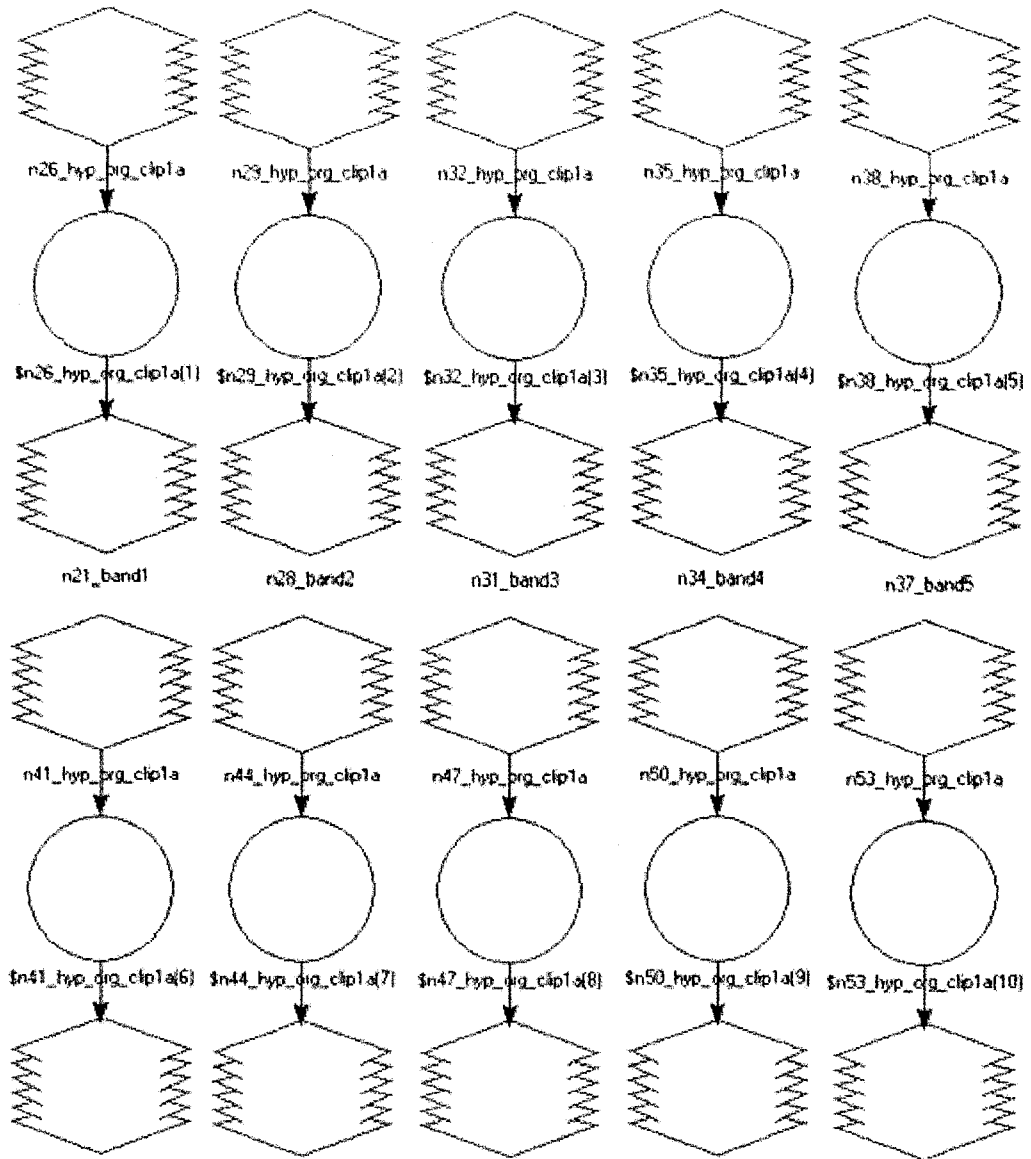 n26_hyp_org_clip1a n29_hyp_org_clip1a n32_hyp_org_clip1a n35_hyp_org_clip1a n38_hyp_org_clip1a
$n26_hyp_org_clip1a(1) $n29_hyp_org_clip1a(2) $n32_hyp_org_clip1a(3) $n35_hyp_org_clip1a(4) $n38_hyp_org_clip1a(5)
n21_band1 n28_band2 n31_band3 n34_band4 n37_band5
n41_hyp_org_clip1a n44_hyp_org_clip1a n47_hyp_org_clip1a n50_hyp_org_clip1a n53_hyp_org_clip1a
$n41_hyp_org_clip1a(6) $n44_hyp_org_clip1a(7) $n47_hyp_org_clip1a(8) $n50_hyp_org_clip1a(9) $n53_hyp_org_clip1a(10)